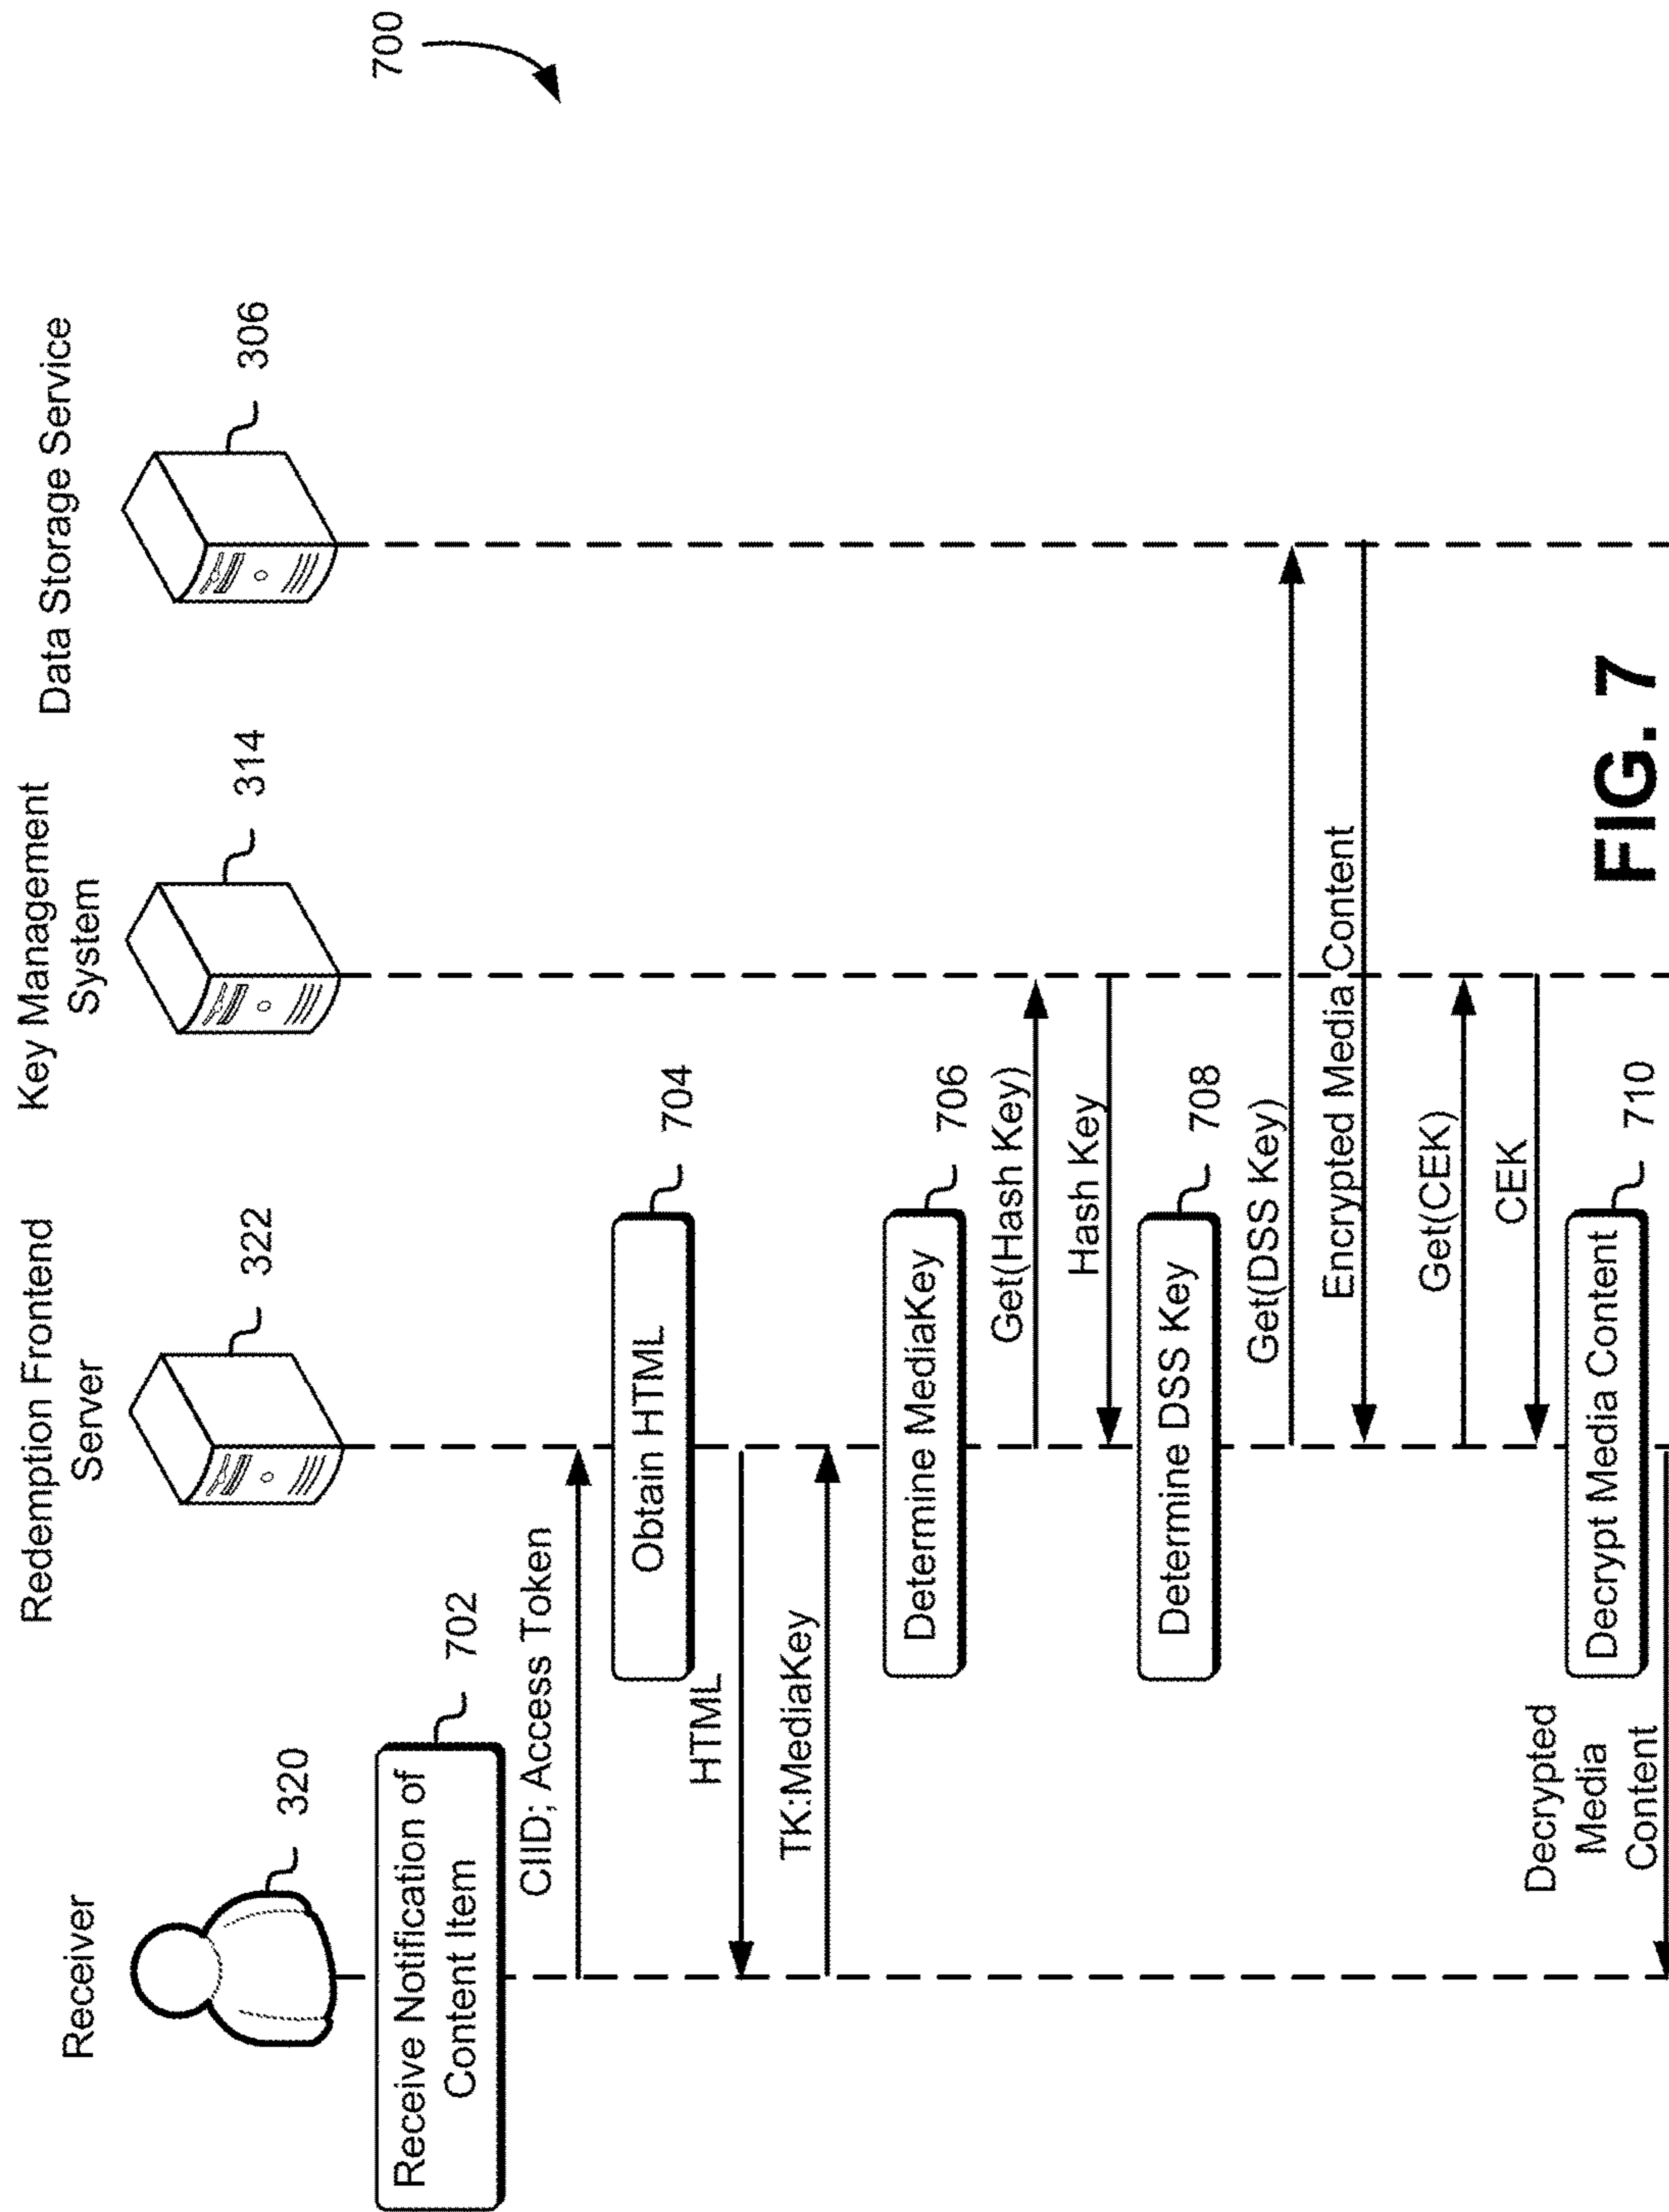 700
Receiver
Redemption Frontend
Server
Key Management
System
Data Storage Service
320
322
314
306
Receive Notification of
Content Item
702
CIID; Access Token
Obtain HTML
704
HTML
TK:MediaKey
Determine MediaKey
706
Get(Hash Key)
Hash Key
Determine DSS Key
708
Get(DSS Key)
Encrypted Media Content
Get(CEK)
CEK
Decrypt Media Content
710
Decrypted
Media
Content
FIG. 7